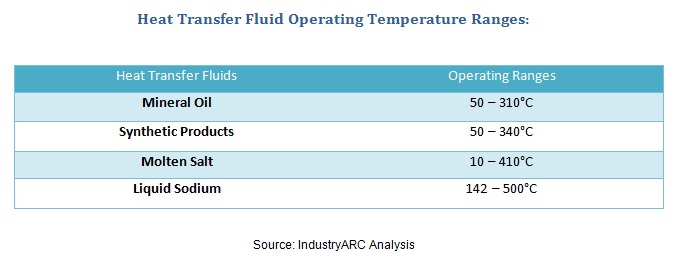 Heat Transfer Fluid Operating Temperature Ranges:
Heat Transfer Fluids Operating Ranges
Mineral Oil 50 – 310°C
Synthetic Products 50 – 340°C
Molten Salt 10 – 410°C
Liquid Sodium 142 – 500°C
Source: IndustryARC Analysis